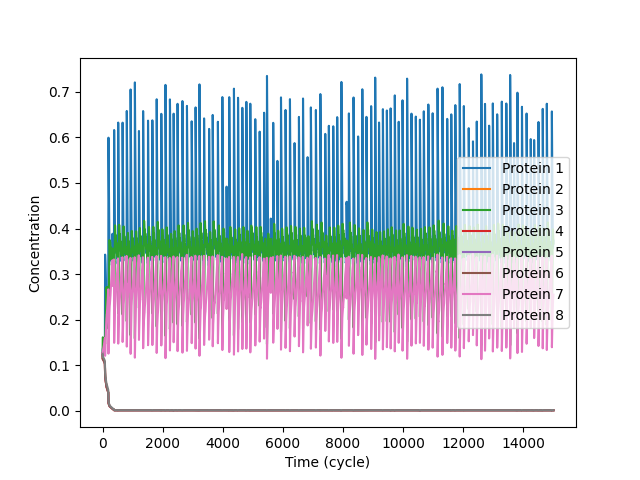 0.7
0.6
0.5
0.4
0.3
0.2
0.1
0.0
Concentration
0
2000
4000
6000
8000
10000
12000
14000
Time (cycle)
Protein 1
Protein 2
Protein 3
Protein 4
Protein 5
Protein 6
Protein 7
Protein 8